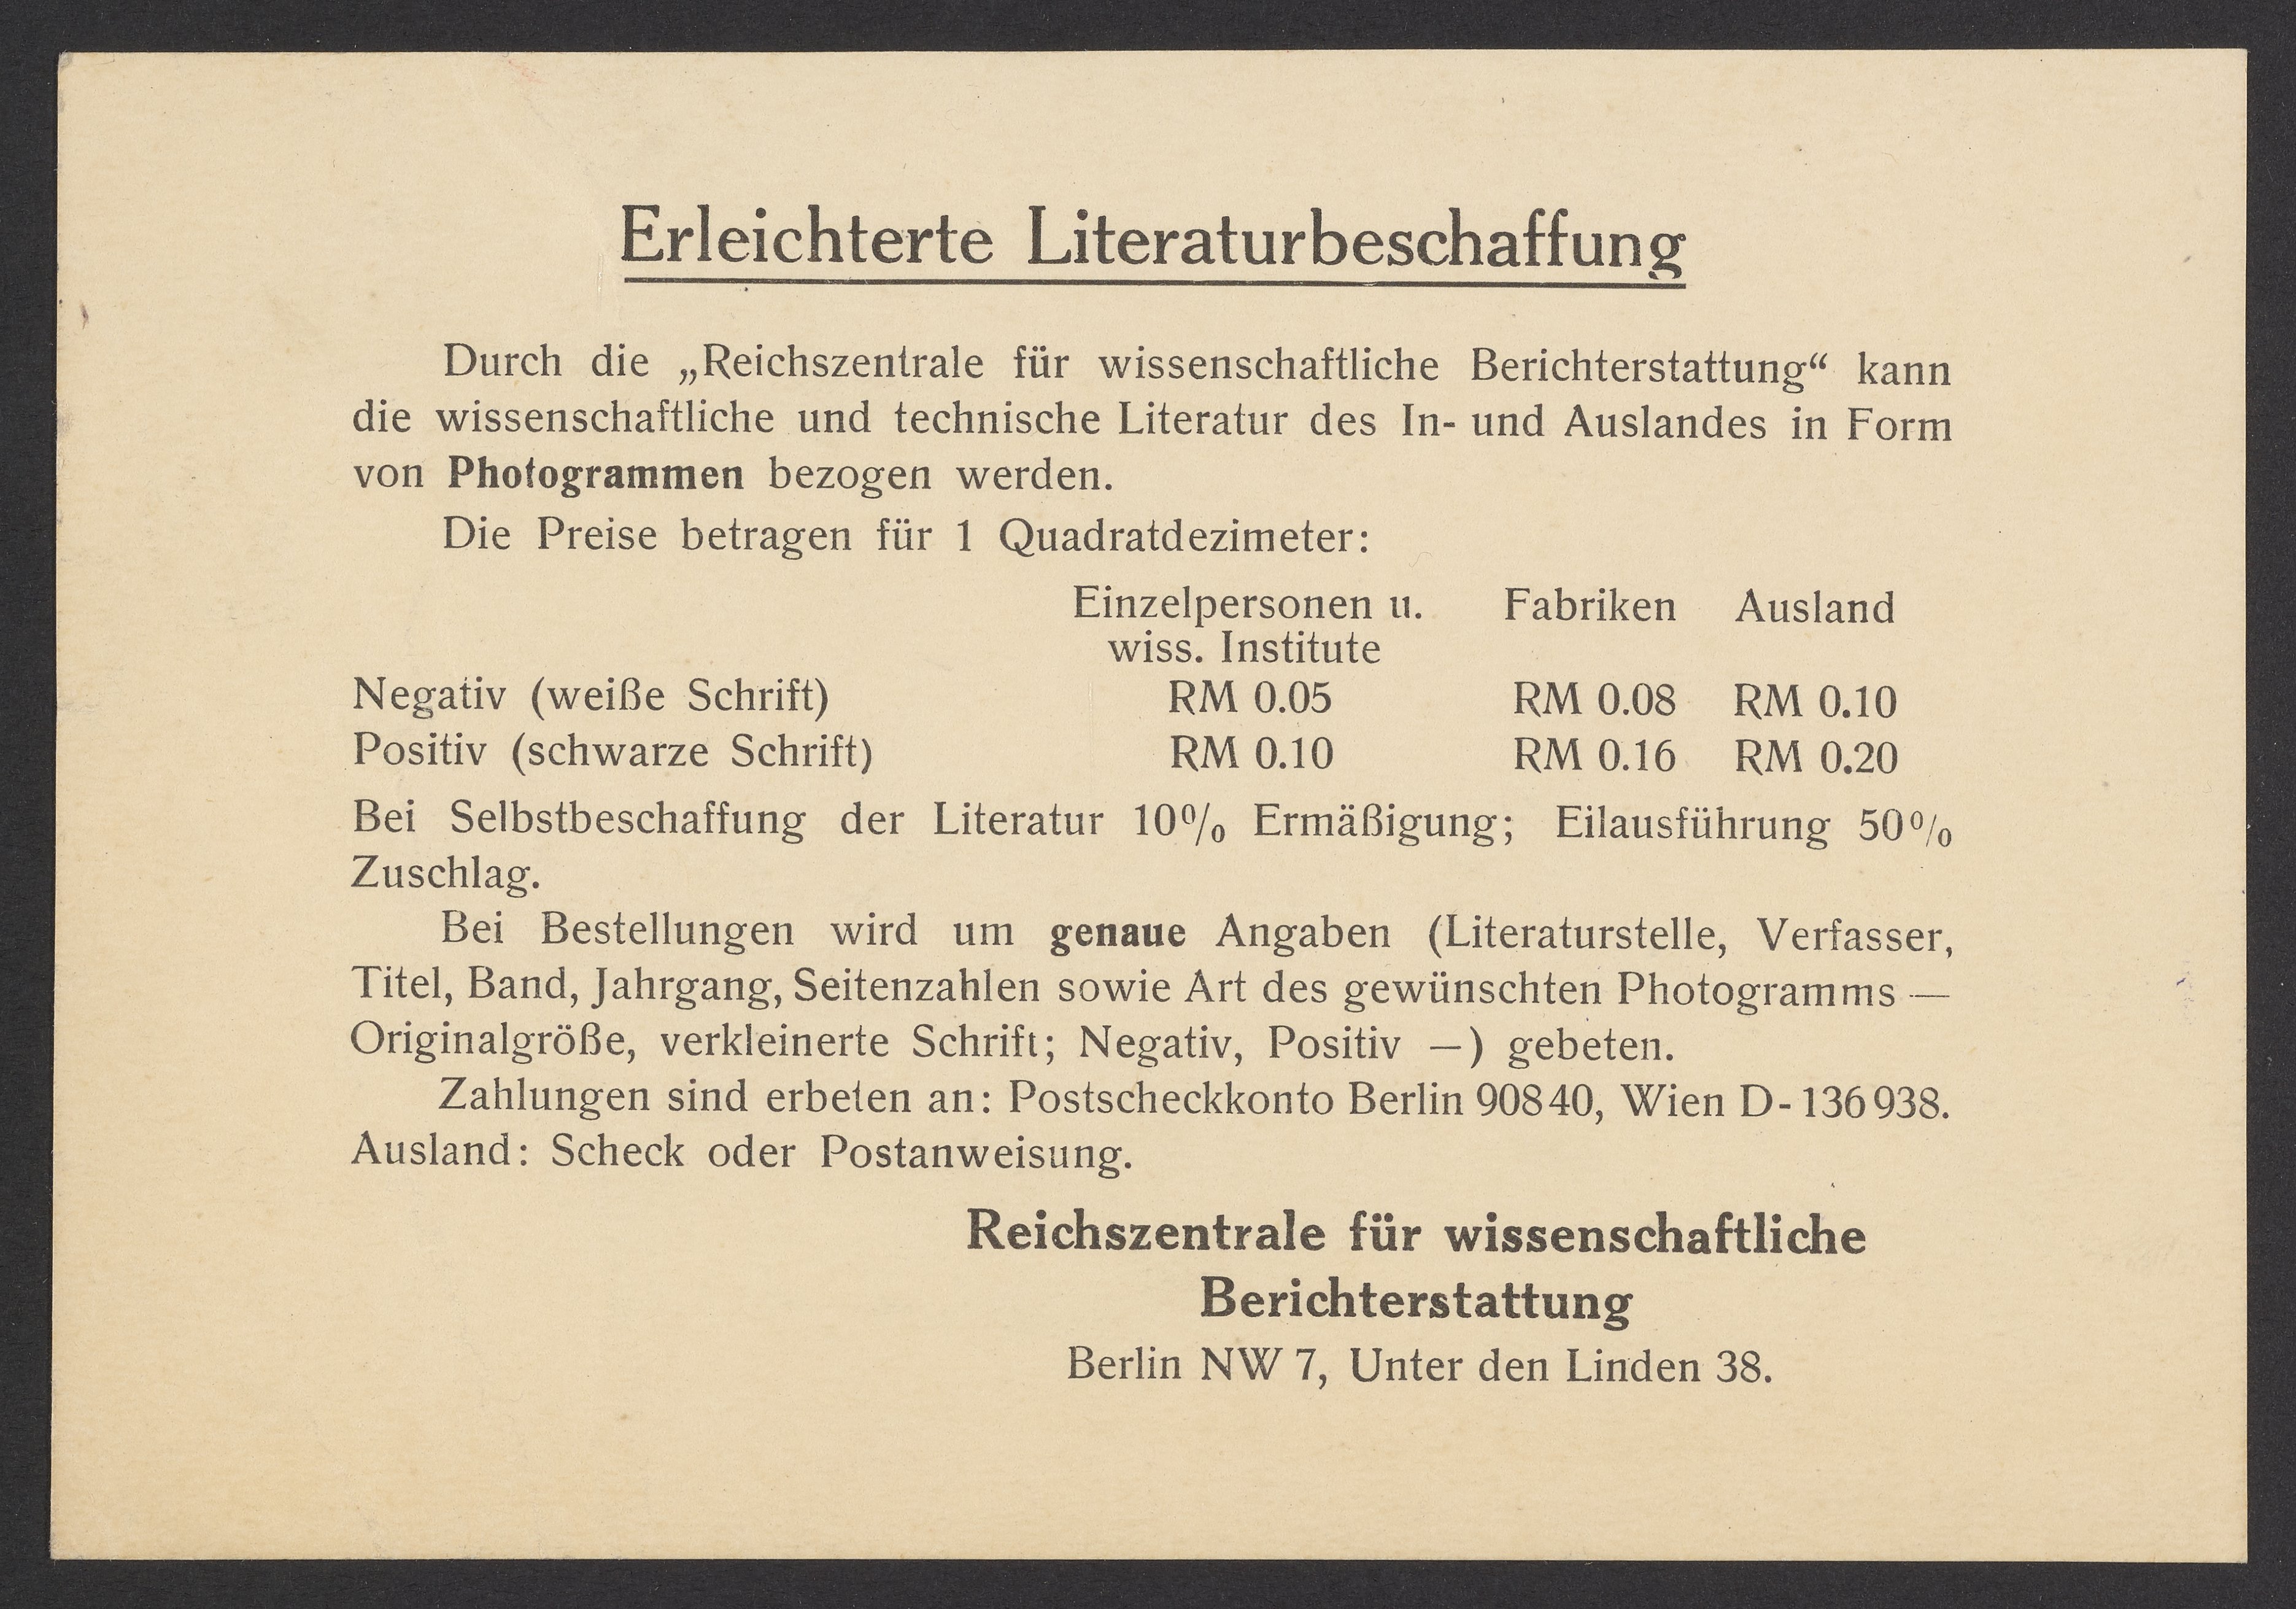 Erleichterte Literaturbeschaffung
Durch die „Reichszentrale für wissenschaftliche Berichterstattung“ kann
die wissenschaftliche und technische Literatur des In- und Auslandes in Form
von Photogrammen bezogen werden.
Die Preise betragen für 1 Quadratdezimeter:
Einzelpersonen u. Fabriken Ausland
wiss. Institute
Negativ (weiße Schrift) RM 0.05 RM 0.08 RM 0.10
Positiv (schwarze Schrift) RM 0.10 RM 0.16 RM 0.20
Bei Selbstbeschaffung der Literatur 10% Ermäßigung; Eilausführung 50%
Zuschlag.
Bei Bestellungen wird um genaue Angaben (Literaturstelle, Verfasser,
Titel, Band, Jahrgang, Seitenzahlen sowie Art des gewünschten Photogramms —
Originalgröße, verkleinerte Schrift; Negativ, Positiv —) gebeten.
Zahlungen sind erbeten an: Postscheckkonto Berlin 90840, Wien D-136938.
Ausland: Scheck oder Postanweisung.
Reichszentrale für wissenschaftliche
Berichterstattung
Berlin NW 7, Unter den Linden 38.